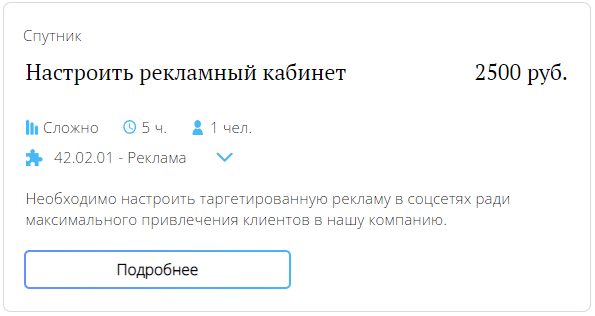 Спутник
Настроить рекламный кабинет 2500 руб.
Сложно 5 ч. 1 чел.
42.02.01 - Реклама
Необходимо настроить таргетированную рекламу в соцсетях ради
максимального привлечения клиентов в нашу компанию.
Подробнее